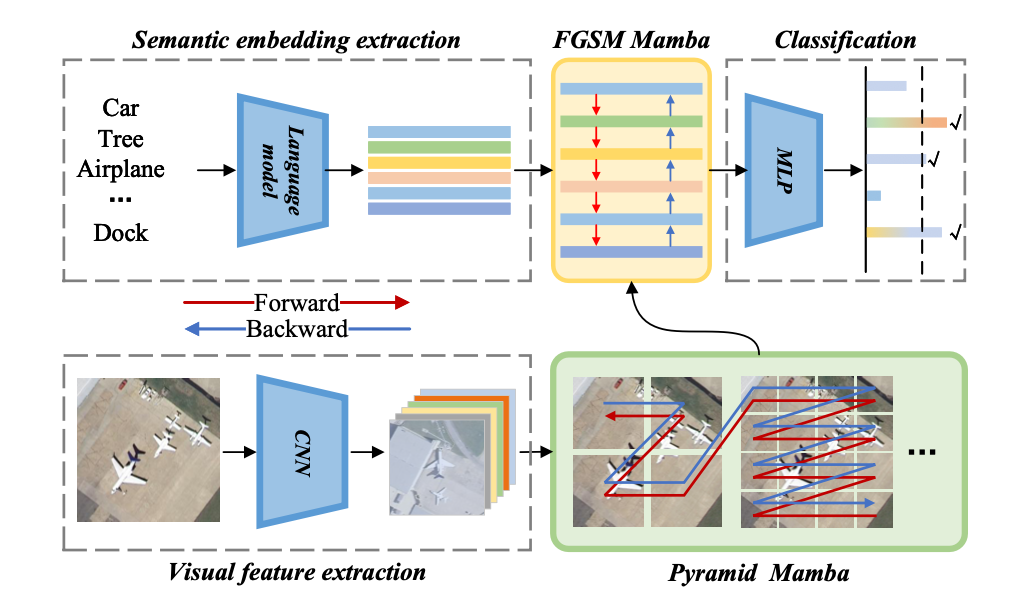 Semantic embedding extraction
FGSM Mamba
Classification
Car
Tree
Airplane
...
Dock
Language
model
MLP
√
√
√
Forward
Backward
CNN
...
Visual feature extraction
Pyramid Mamba